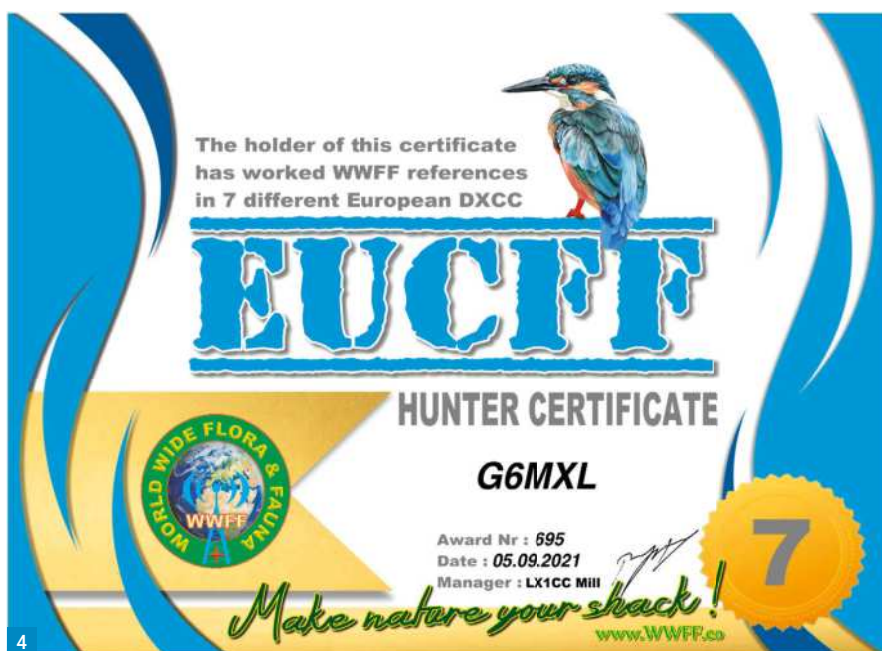 The holder of this certificate
has worked WWFF references
in 7 different European DXCC
EUCFF
HUNTER CERTIFICATE
WORLD WIDE FLORA & FAUNA
WWFF
G6MXL
Award Nr : 695
Date : 05.09.2021
Manager : LX1CC Mill
7
Make nature your shack !
www.WWFF.co
4